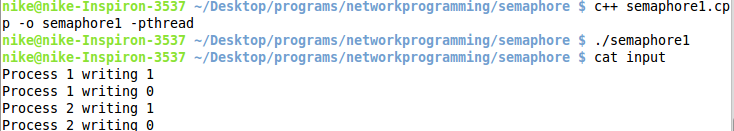 nike@nike-Inspiron-3537 ~/Desktop/programs/networkprogramming/semaphore $ c++ semaphore1.cp
p -o semaphore1 -pthread
nike@nike-Inspiron-3537 ~/Desktop/programs/networkprogramming/semaphore $ ./semaphore1
nike@nike-Inspiron-3537 ~/Desktop/programs/networkprogramming/semaphore $ cat input
Process 1 writing 1
Process 1 writing 0
Process 2 writing 1
Process 2 writing 0